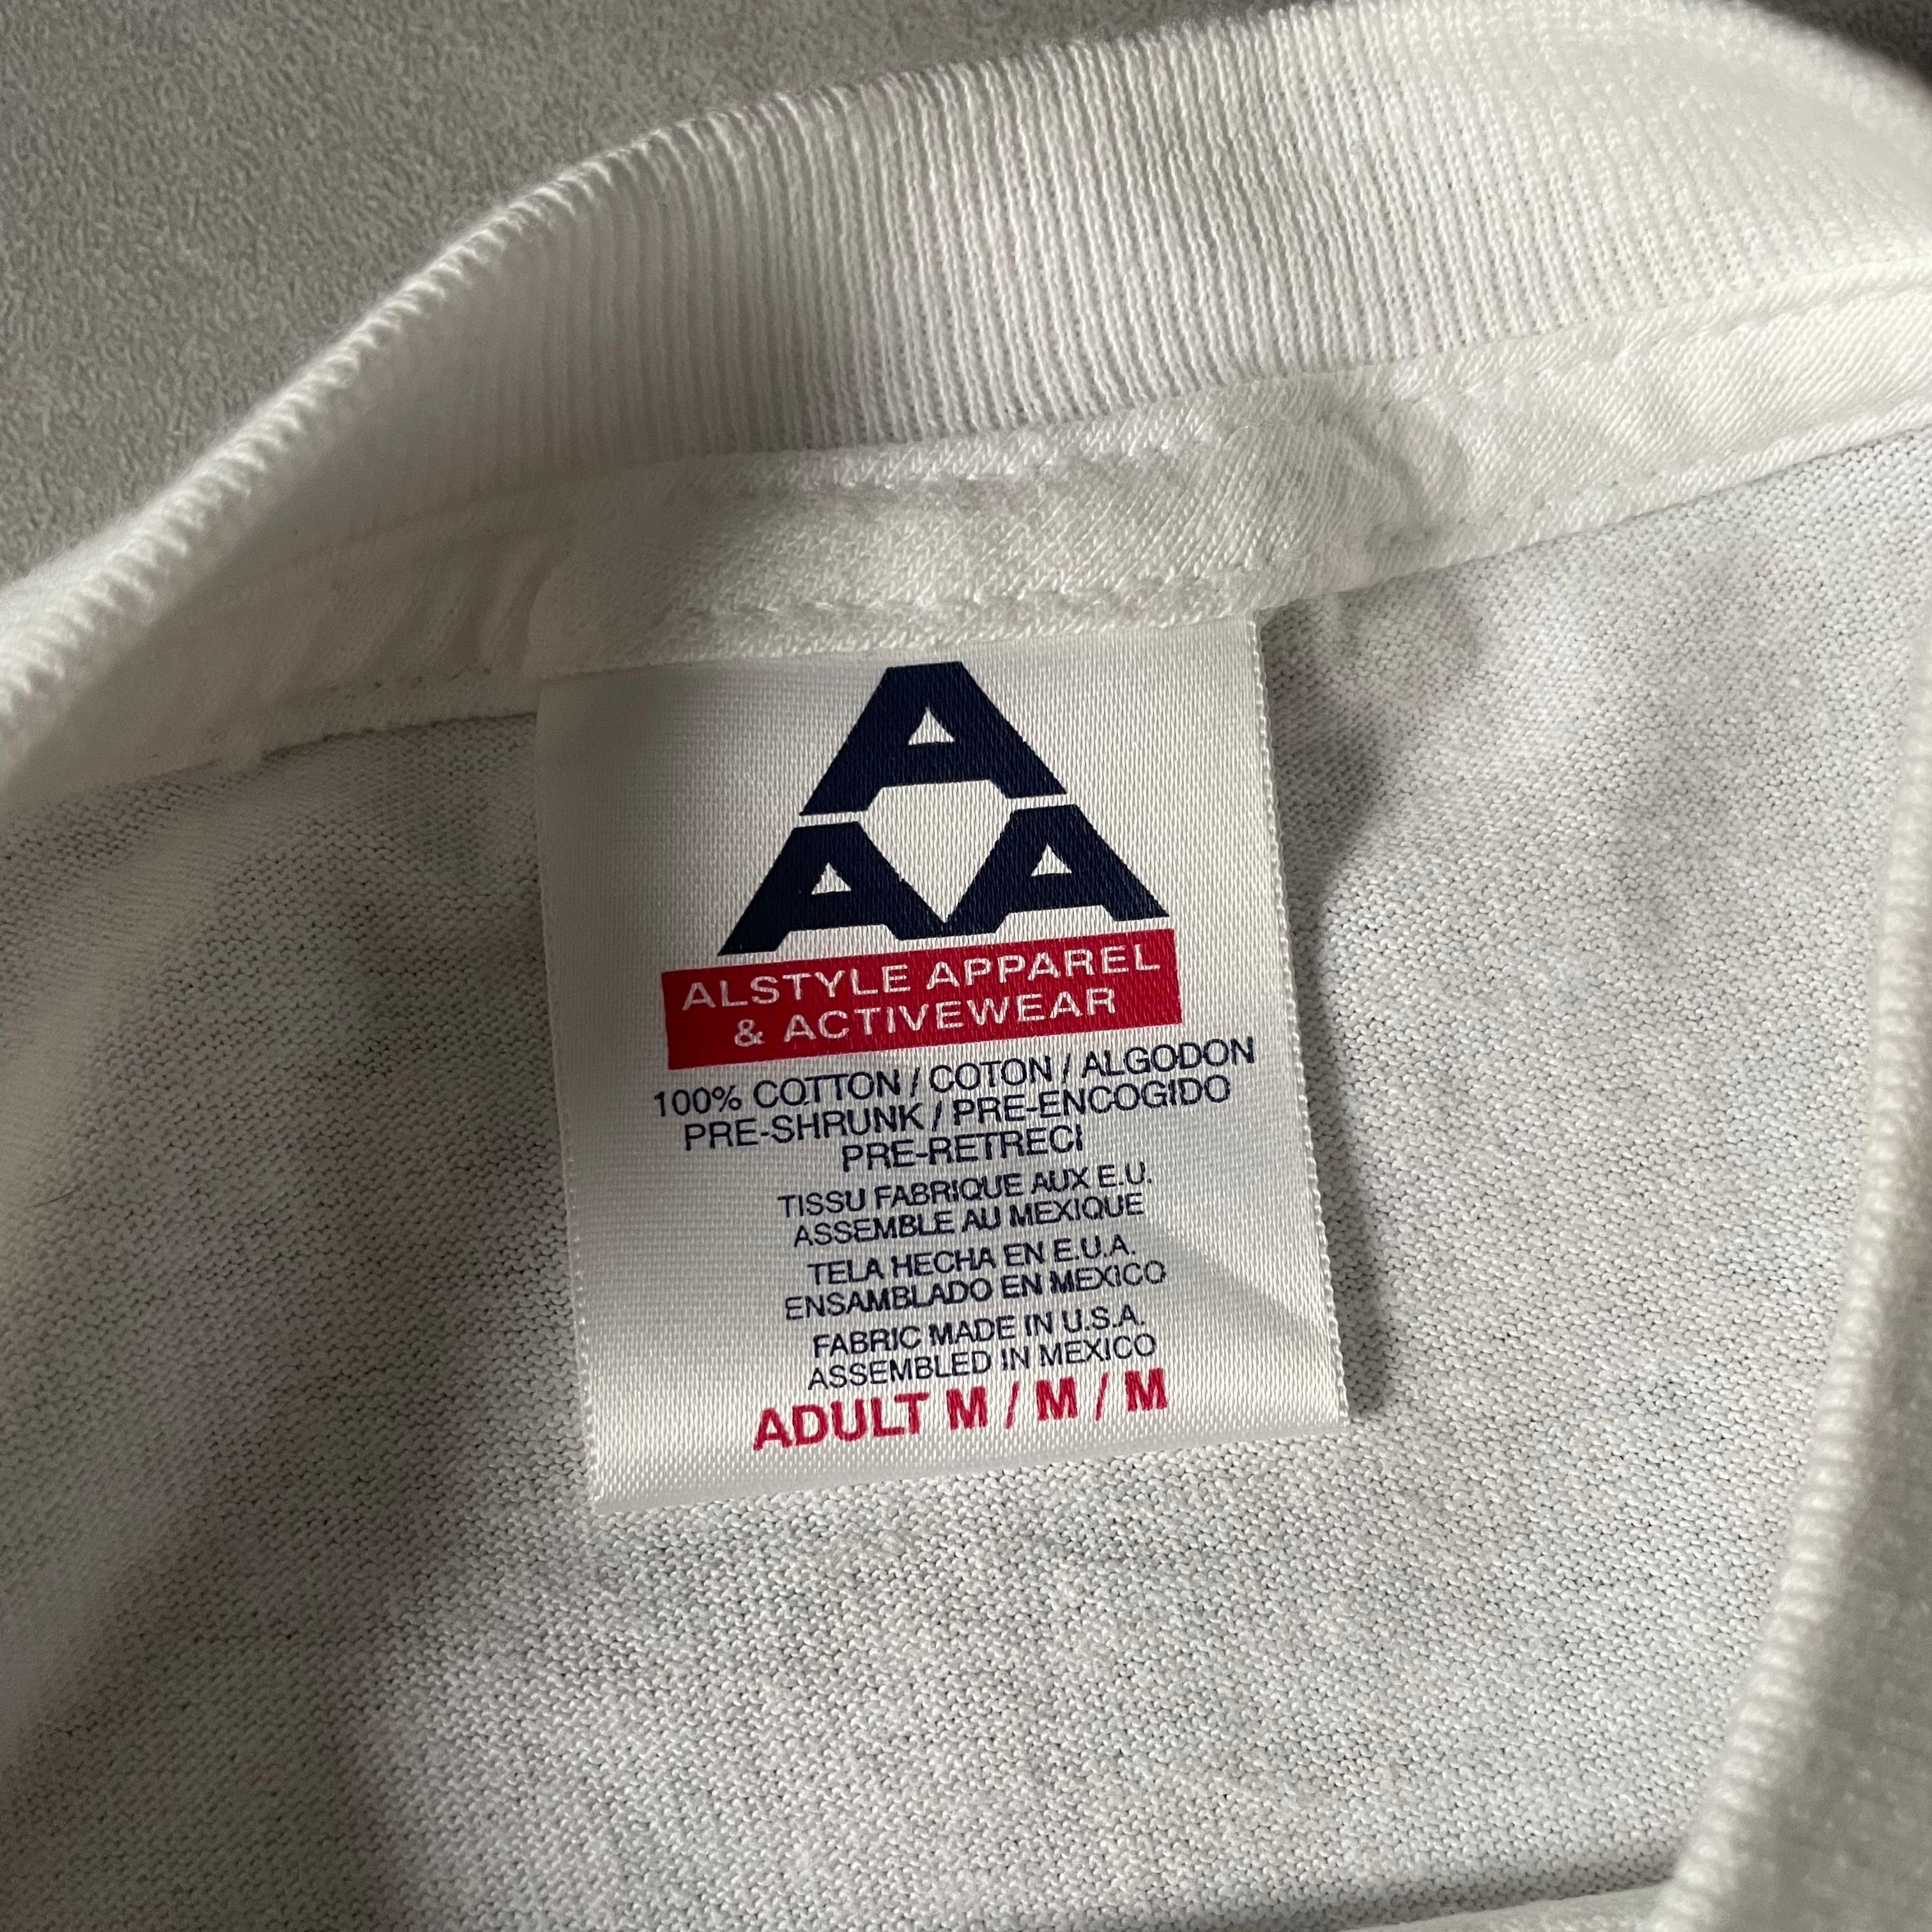 A
AA
ALSTYLE APPAREL
& ACTIVEWEAR
100% COTTON / COTON / ALGODON
PRE-SHRUNK / PRE-ENCOGIDO
PRE-RETRECI
TISSU FABRIQUE AUX E.U.
ASSEMBLE AU MEXIQUE
TELA HECHA EN E.U.A.
ENSAMBLADO EN MEXICO
FABRIC MADE IN U.S.A.
ASSEMBLED IN MEXICO
ADULT M / M / M